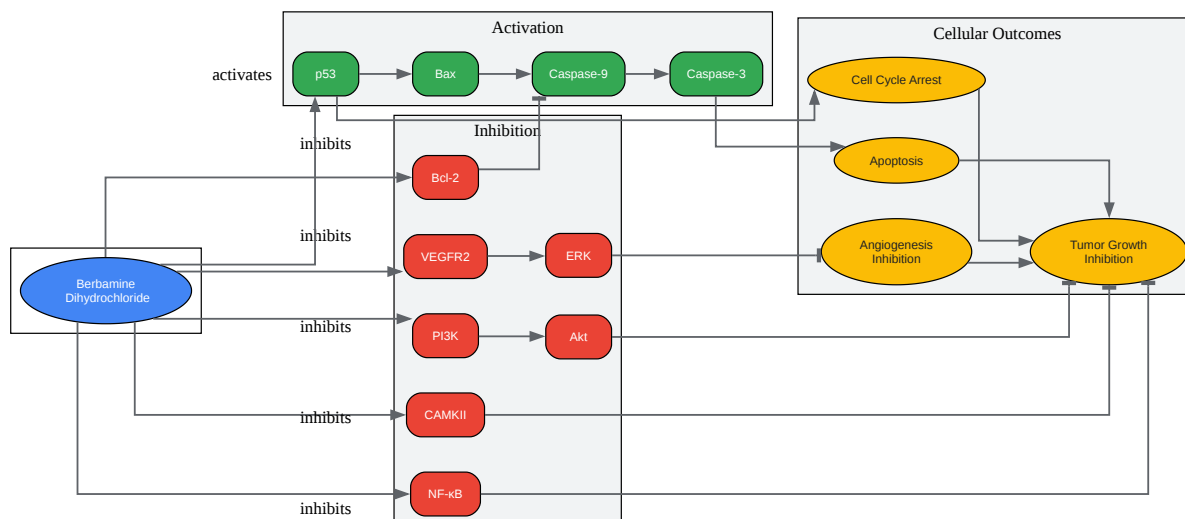 Activation
activates
p53
Bax
Caspase-9
Caspase-3
Cellular Outcomes
Cell Cycle Arrest
Apoptosis
Angiogenesis
Inhibition
Tumor Growth
Inhibition
Inhibition
inhibits
Bcl-2
inhibits
VEGFR2
ERK
Berbamine
Dihydrochloride
inhibits
PI3K
Akt
inhibits
CAMKII
inhibits
NF-κB